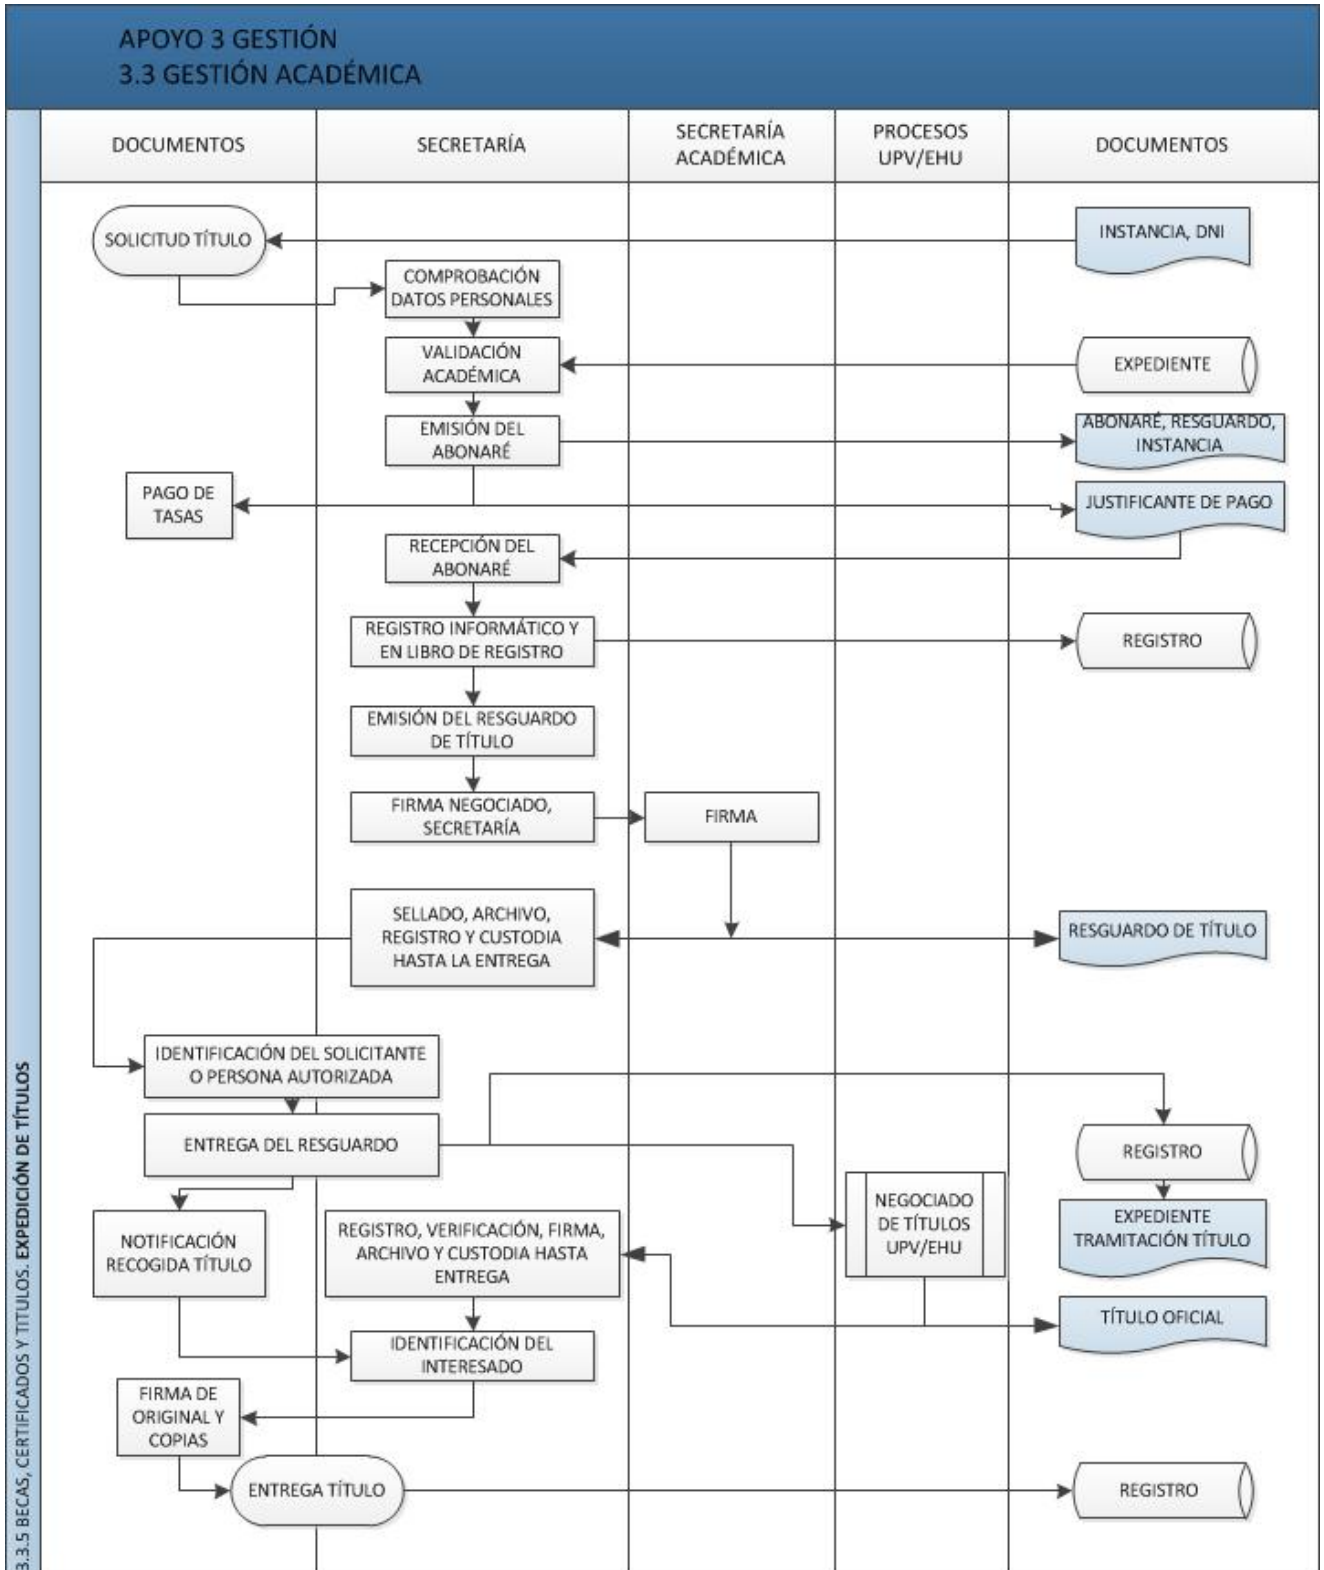 APOYO 3 GESTIÓN
3.3 GESTIÓN ACADÉMICA
DOCUMENTOS
SECRETARÍA
SECRETARÍA
ACADÉMICA
PROCESOS
UPV/EHU
DOCUMENTOS
SOLICITUD TÍTULO
INSTANCIA, DNI
COMPROBACIÓN
DATOS PERSONALES
VALIDACIÓN
ACADÉMICA
EXPEDIENTE
EMISIÓN DEL
ABONARÉ
ABONARÉ, RESGUARDO,
INSTANCIA
PAGO DE
TASAS
JUSTIFICANTE DE PAGO
RECEPCIÓN DEL
ABONARÉ
REGISTRO INFORMÁTICO Y
EN LIBRO DE REGISTRO
REGISTRO
EMISIÓN DEL RESGUARDO
DE TÍTULO
FIRMA NEGOCIADO,
SECRETARÍA
FIRMA
SELLADO, ARCHIVO,
REGISTRO Y CUSTODIA
HASTA LA ENTREGA
RESGUARDO DE TÍTULO
IDENTIFICACIÓN DEL SOLICITANTE
O PERSONA AUTORIZADA
ENTREGA DEL RESGUARDO
REGISTRO
NEGOCIADO
DE TÍTULOS
UPV/EHU
EXPEDIENTE
TRAMITACIÓN TÍTULO
NOTIFICACIÓN
RECOGIDA TÍTULO
REGISTRO, VERIFICACIÓN, FIRMA,
ARCHIVO Y CUSTODIA HASTA
ENTREGA
TÍTULO OFICIAL
IDENTIFICACIÓN DEL
INTERESADO
FIRMA DE
ORIGINAL Y
COPIAS
ENTREGA TÍTULO
REGISTRO
3.3.5 BECAS, CERTIFICADOS Y TITULOS. EXPEDICIÓN DE TÍTULOS